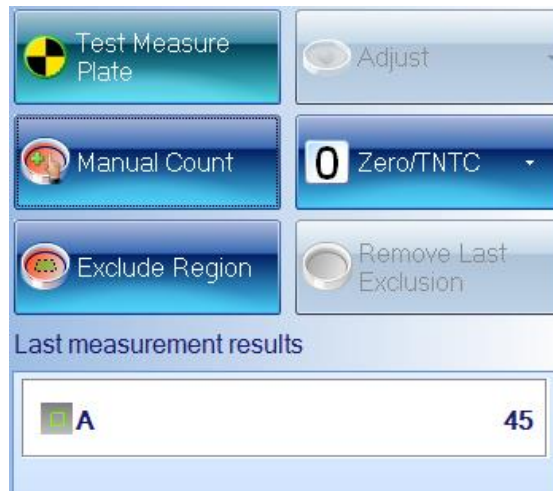 Test Measure
Plate
Adjust
Manual Count
0 Zero/TNTC
Exclude Region
Remove Last
Exclusion
Last measurement results
A 45